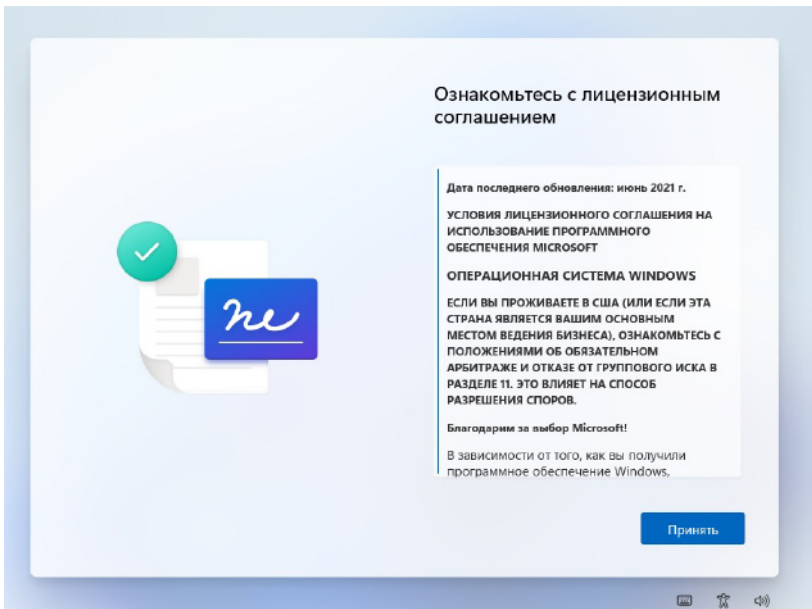 Ознакомьтесь с лицензионным
соглашением
Дата последнего обновления: июнь 2021 г.
УСЛОВИЯ ЛИЦЕНЗИОННОГО СОГЛАШЕНИЯ НА
ИСПОЛЬЗОВАНИЕ ПРОГРАММНОГО
ОБЕСПЕЧЕНИЯ MICROSOFT
ОПЕРАЦИОННАЯ СИСТЕМА WINDOWS
ЕСЛИ ВЫ ПРОЖИВАЕТЕ В США (ИЛИ ЕСЛИ ЭТА
СТРАНА ЯВЛЯЕТСЯ ВАШИМ ОСНОВНЫМ
МЕСТОМ ВЕДЕНИЯ БИЗНЕСА), ОЗНАКОМЬТЕСЬ С
ПОЛОЖЕНИЯМИ ОБ ОБЯЗАТЕЛЬНОМ
АРБИТРАЖЕ И ОТКАЗЕ ОТ ГРУППОВОГО ИСКА В
РАЗДЕЛЕ 11. ЭТО ВЛИЯЕТ НА СПОСОБ
РАЗРЕШЕНИЯ СПОРОВ.
Благодарим за выбор Microsoft!
В зависимости от того, как вы получили
программное обеспечение Windows,
Принять